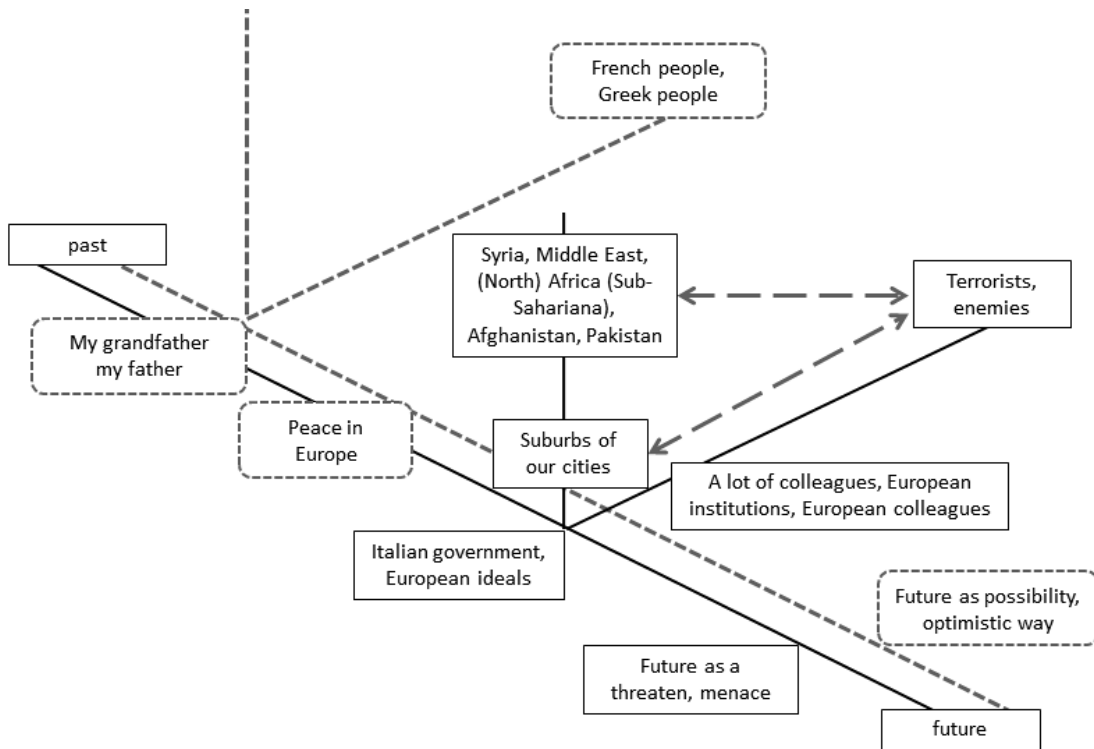 French people,
Greek people
past
Syria, Middle East,
(North) Africa (Sub-
Sahariana),
Afghanistan, Pakistan
Terrorists,
enemies
My grandfather
my father
Peace in
Europe
Suburbs of
our cities
A lot of colleagues, European
institutions, European colleagues
Italian government,
European ideals
Future as possibility,
optimistic way
Future as a
threaten, menace
future